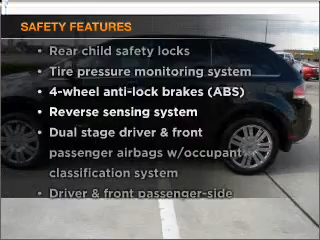 SAFETY FEATURES
• Rear child safety locks
• Tire pressure monitoring system
• 4-wheel anti-lock brakes (ABS)
• Reverse sensing system
• Dual stage driver & front
passenger airbags w/occupant
classification system
• Driver & front passenger-side